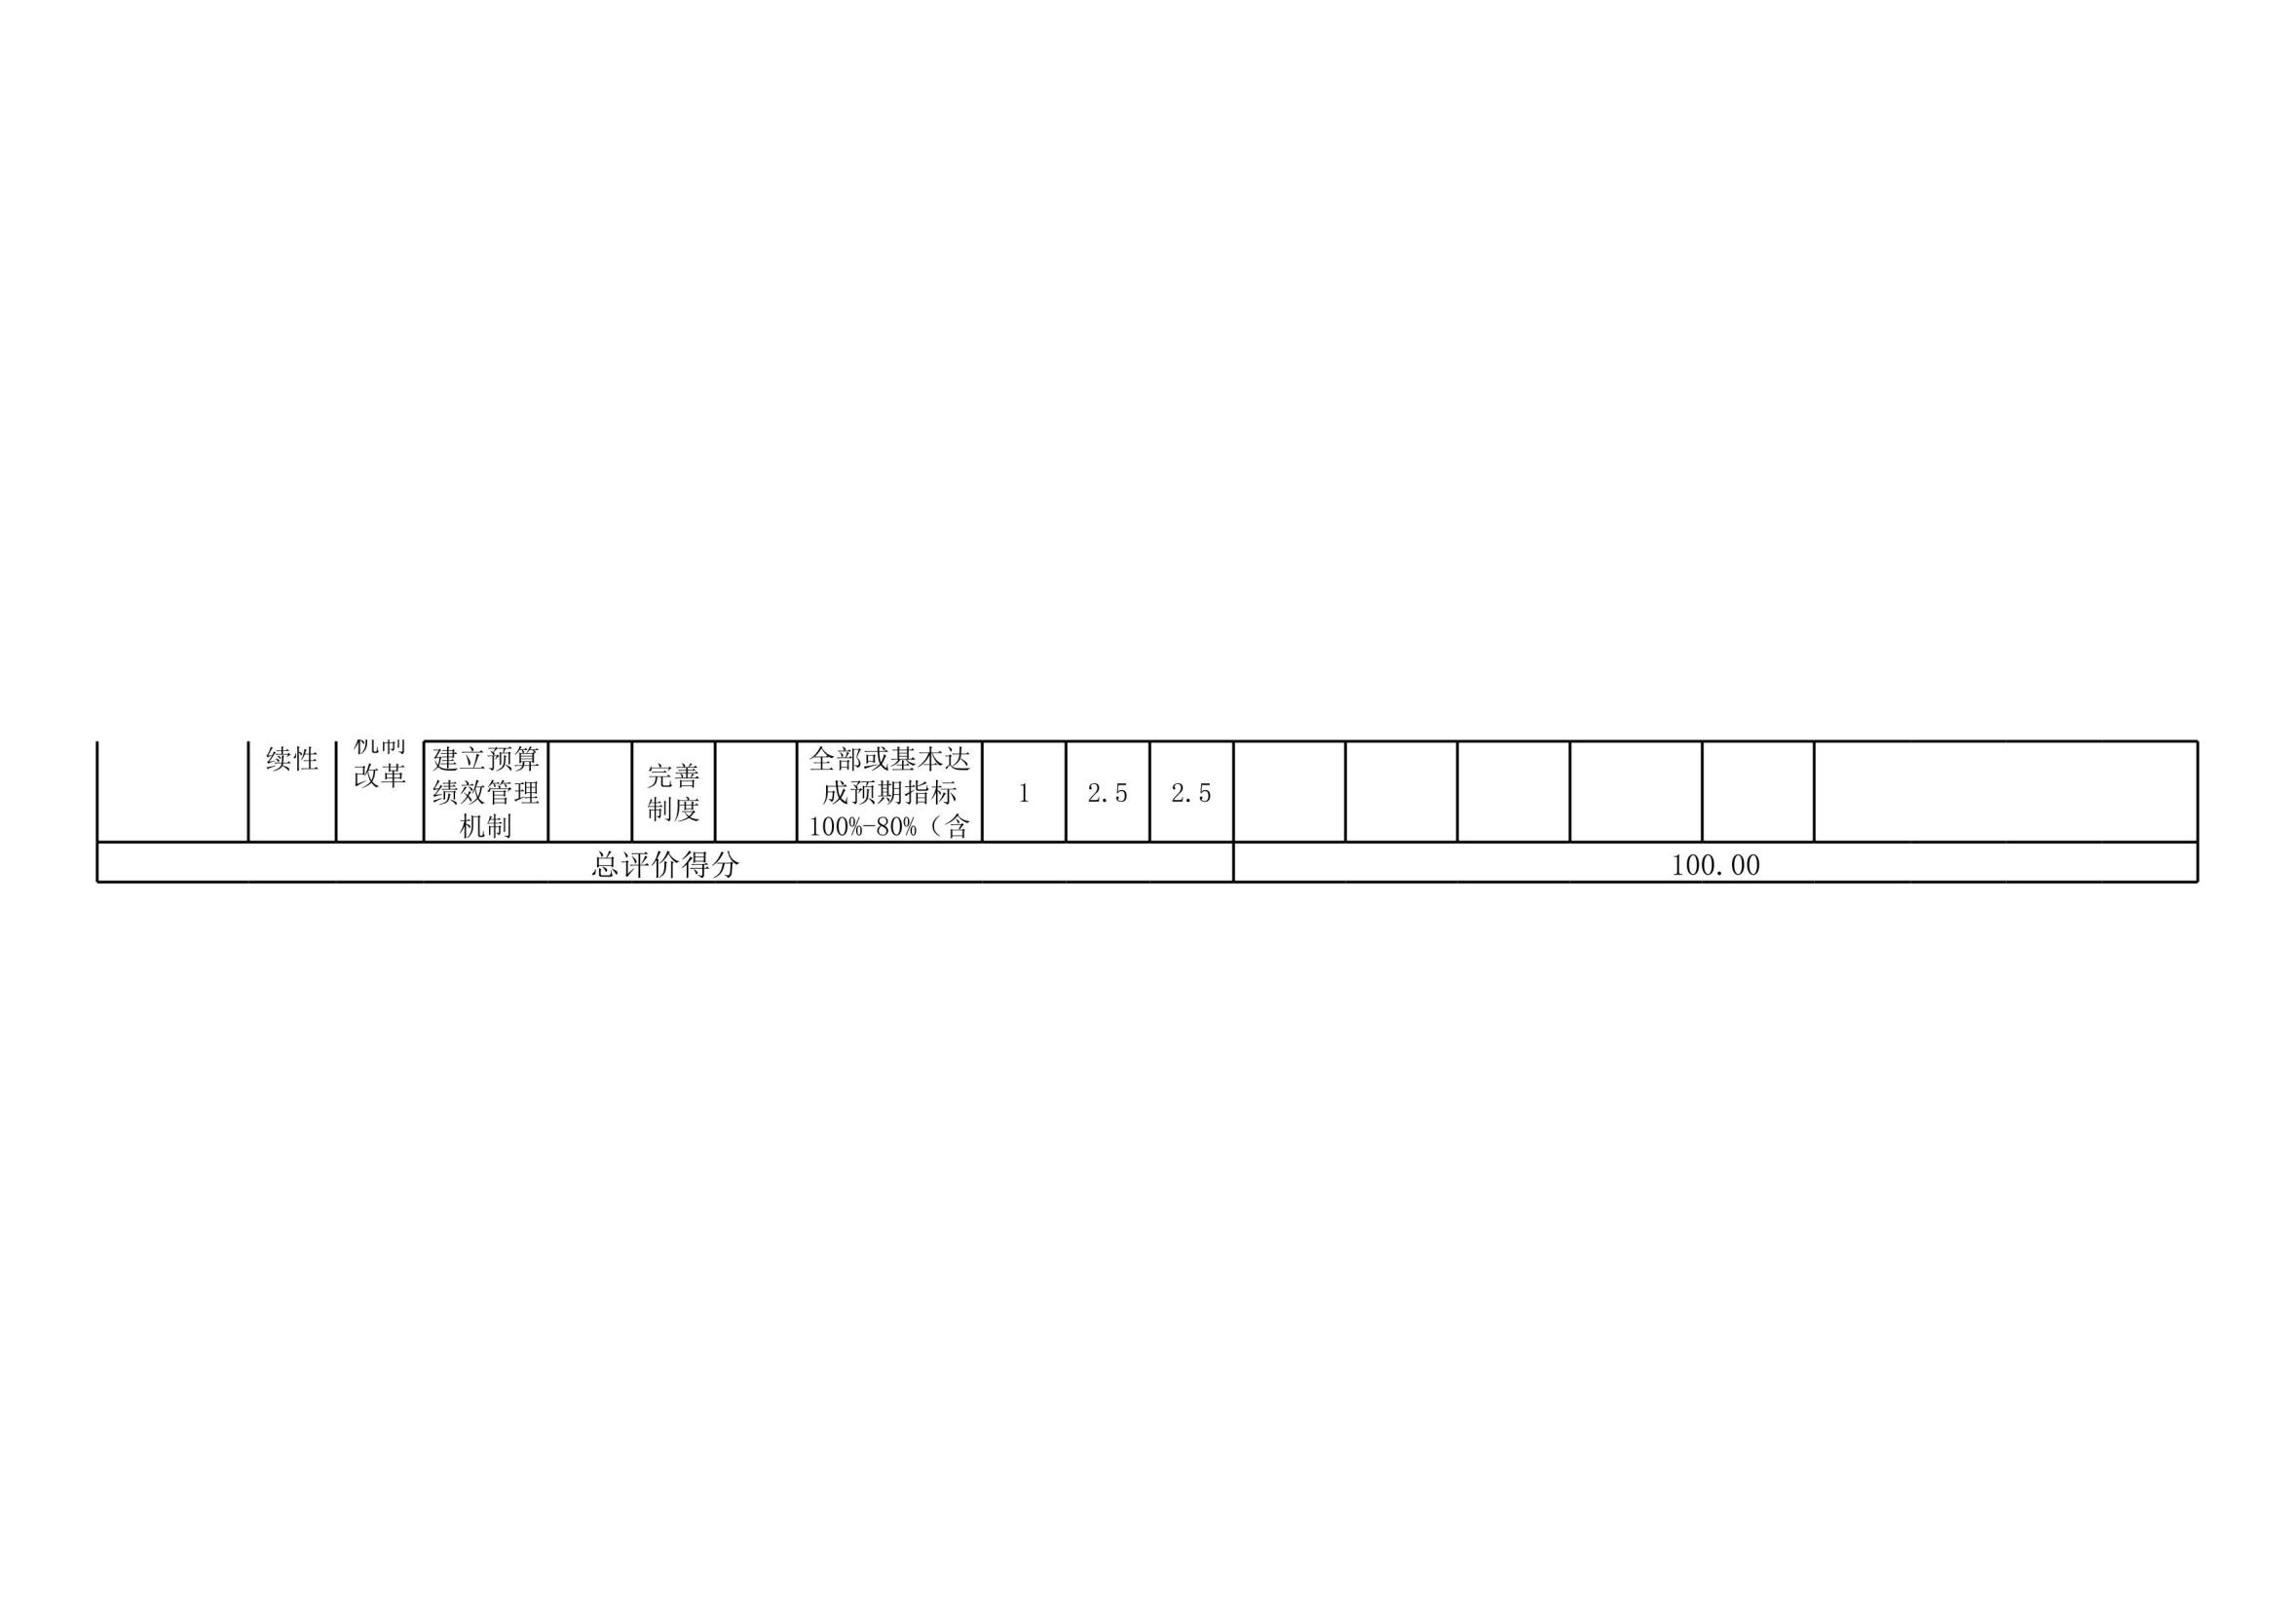 续性
机制
改革
建立预算
绩效管理
机制
完善
制度
全部或基本达
成预期指标
100%-80%（含
1
2.5
2.5
总评价得分
100.00